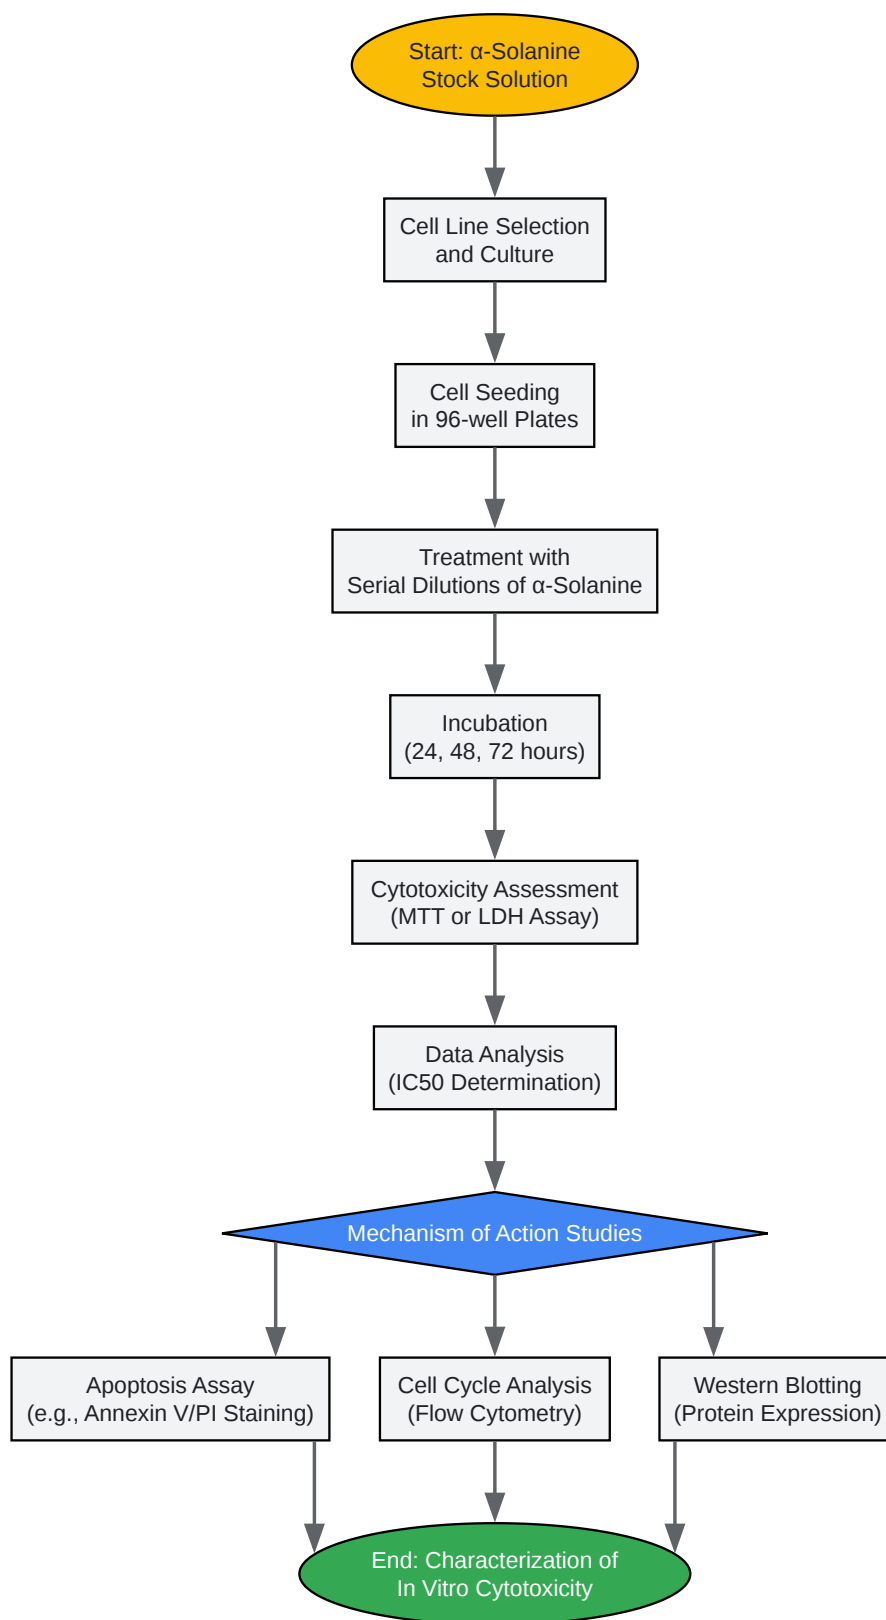 Start: α-Solanine
Stock Solution
Cell Line Selection
and Culture
Cell Seeding
in 96-well Plates
Treatment with
Serial Dilutions of α-Solanine
Incubation
(24, 48, 72 hours)
Cytotoxicity Assessment
(MTT or LDH Assay)
Data Analysis
(IC50 Determination)
Mechanism of Action Studies
Apoptosis Assay
(e.g., Annexin V/PI Staining)
Cell Cycle Analysis
(Flow Cytometry)
Western Blotting
(Protein Expression)
End: Characterization of
In Vitro Cytotoxicity